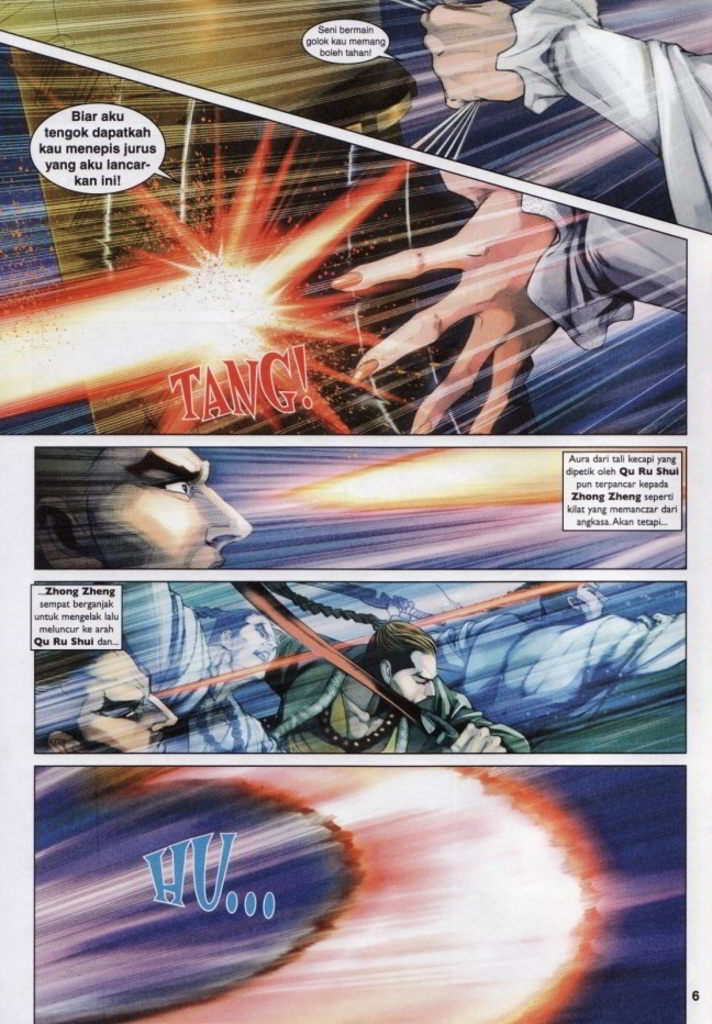 Seni bermain
golok kau memang
boleh tahan!
Biar aku
tengok dapatkah
kau menepis jurus
yang aku lancar-
kan ini!
TANG!
Aura dari tali kecapi yang
dipetik oleh Qu Ru Shui
pun terpancar kepada
Zhong Zheng seperti
kilat yang memanczar dari
angkasa. Akan tetapi...
...Zhong Zheng
sempat berganjak
untuk mengelak lalu
meluncur ke arah
Qu Ru Shui dan...
HU...
6